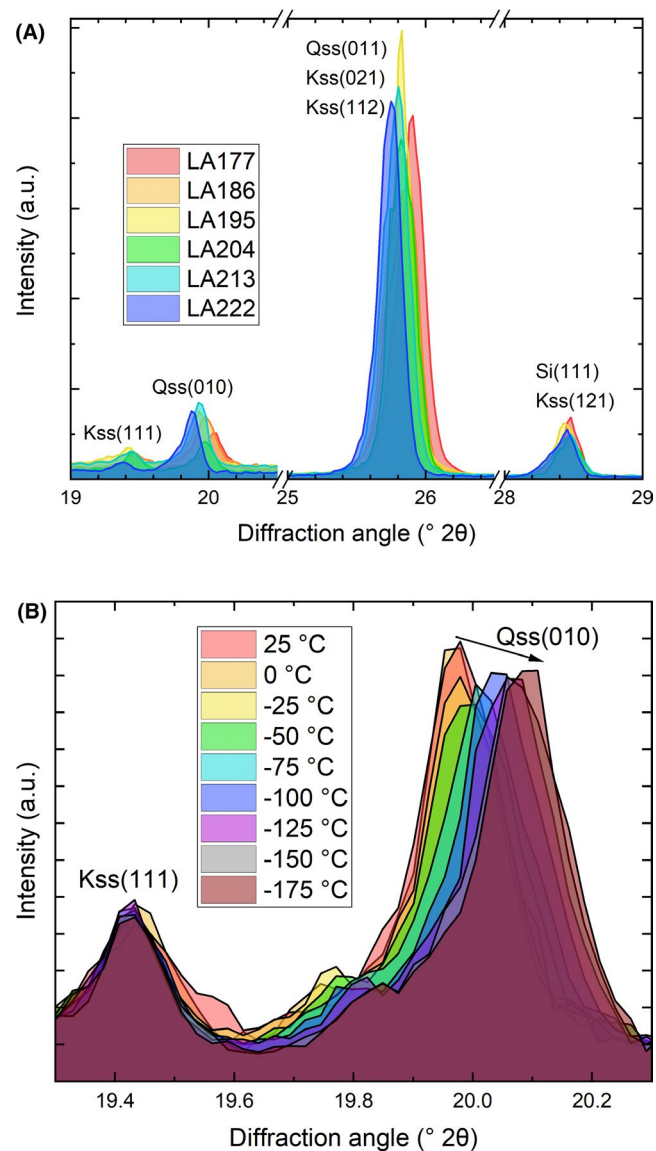 (A)
Qss(011)
Kss(021)
Kss(112)
LA177
LA186
LA195
LA204
LA213
LA222
Intensity (a.u.)
Qss(010)
Kss(111)
Si(111)
Kss(121)
19
20
25
26
28
29
Diffraction angle (° 2θ)
(B)
25 °C
0 °C
-25 °C
-50 °C
-75 °C
-100 °C
-125 °C
-150 °C
-175 °C
Qss(010)
Kss(111)
Intensity (a.u.)
19.4
19.6
19.8
20.0
20.2
Diffraction angle (° 2θ)